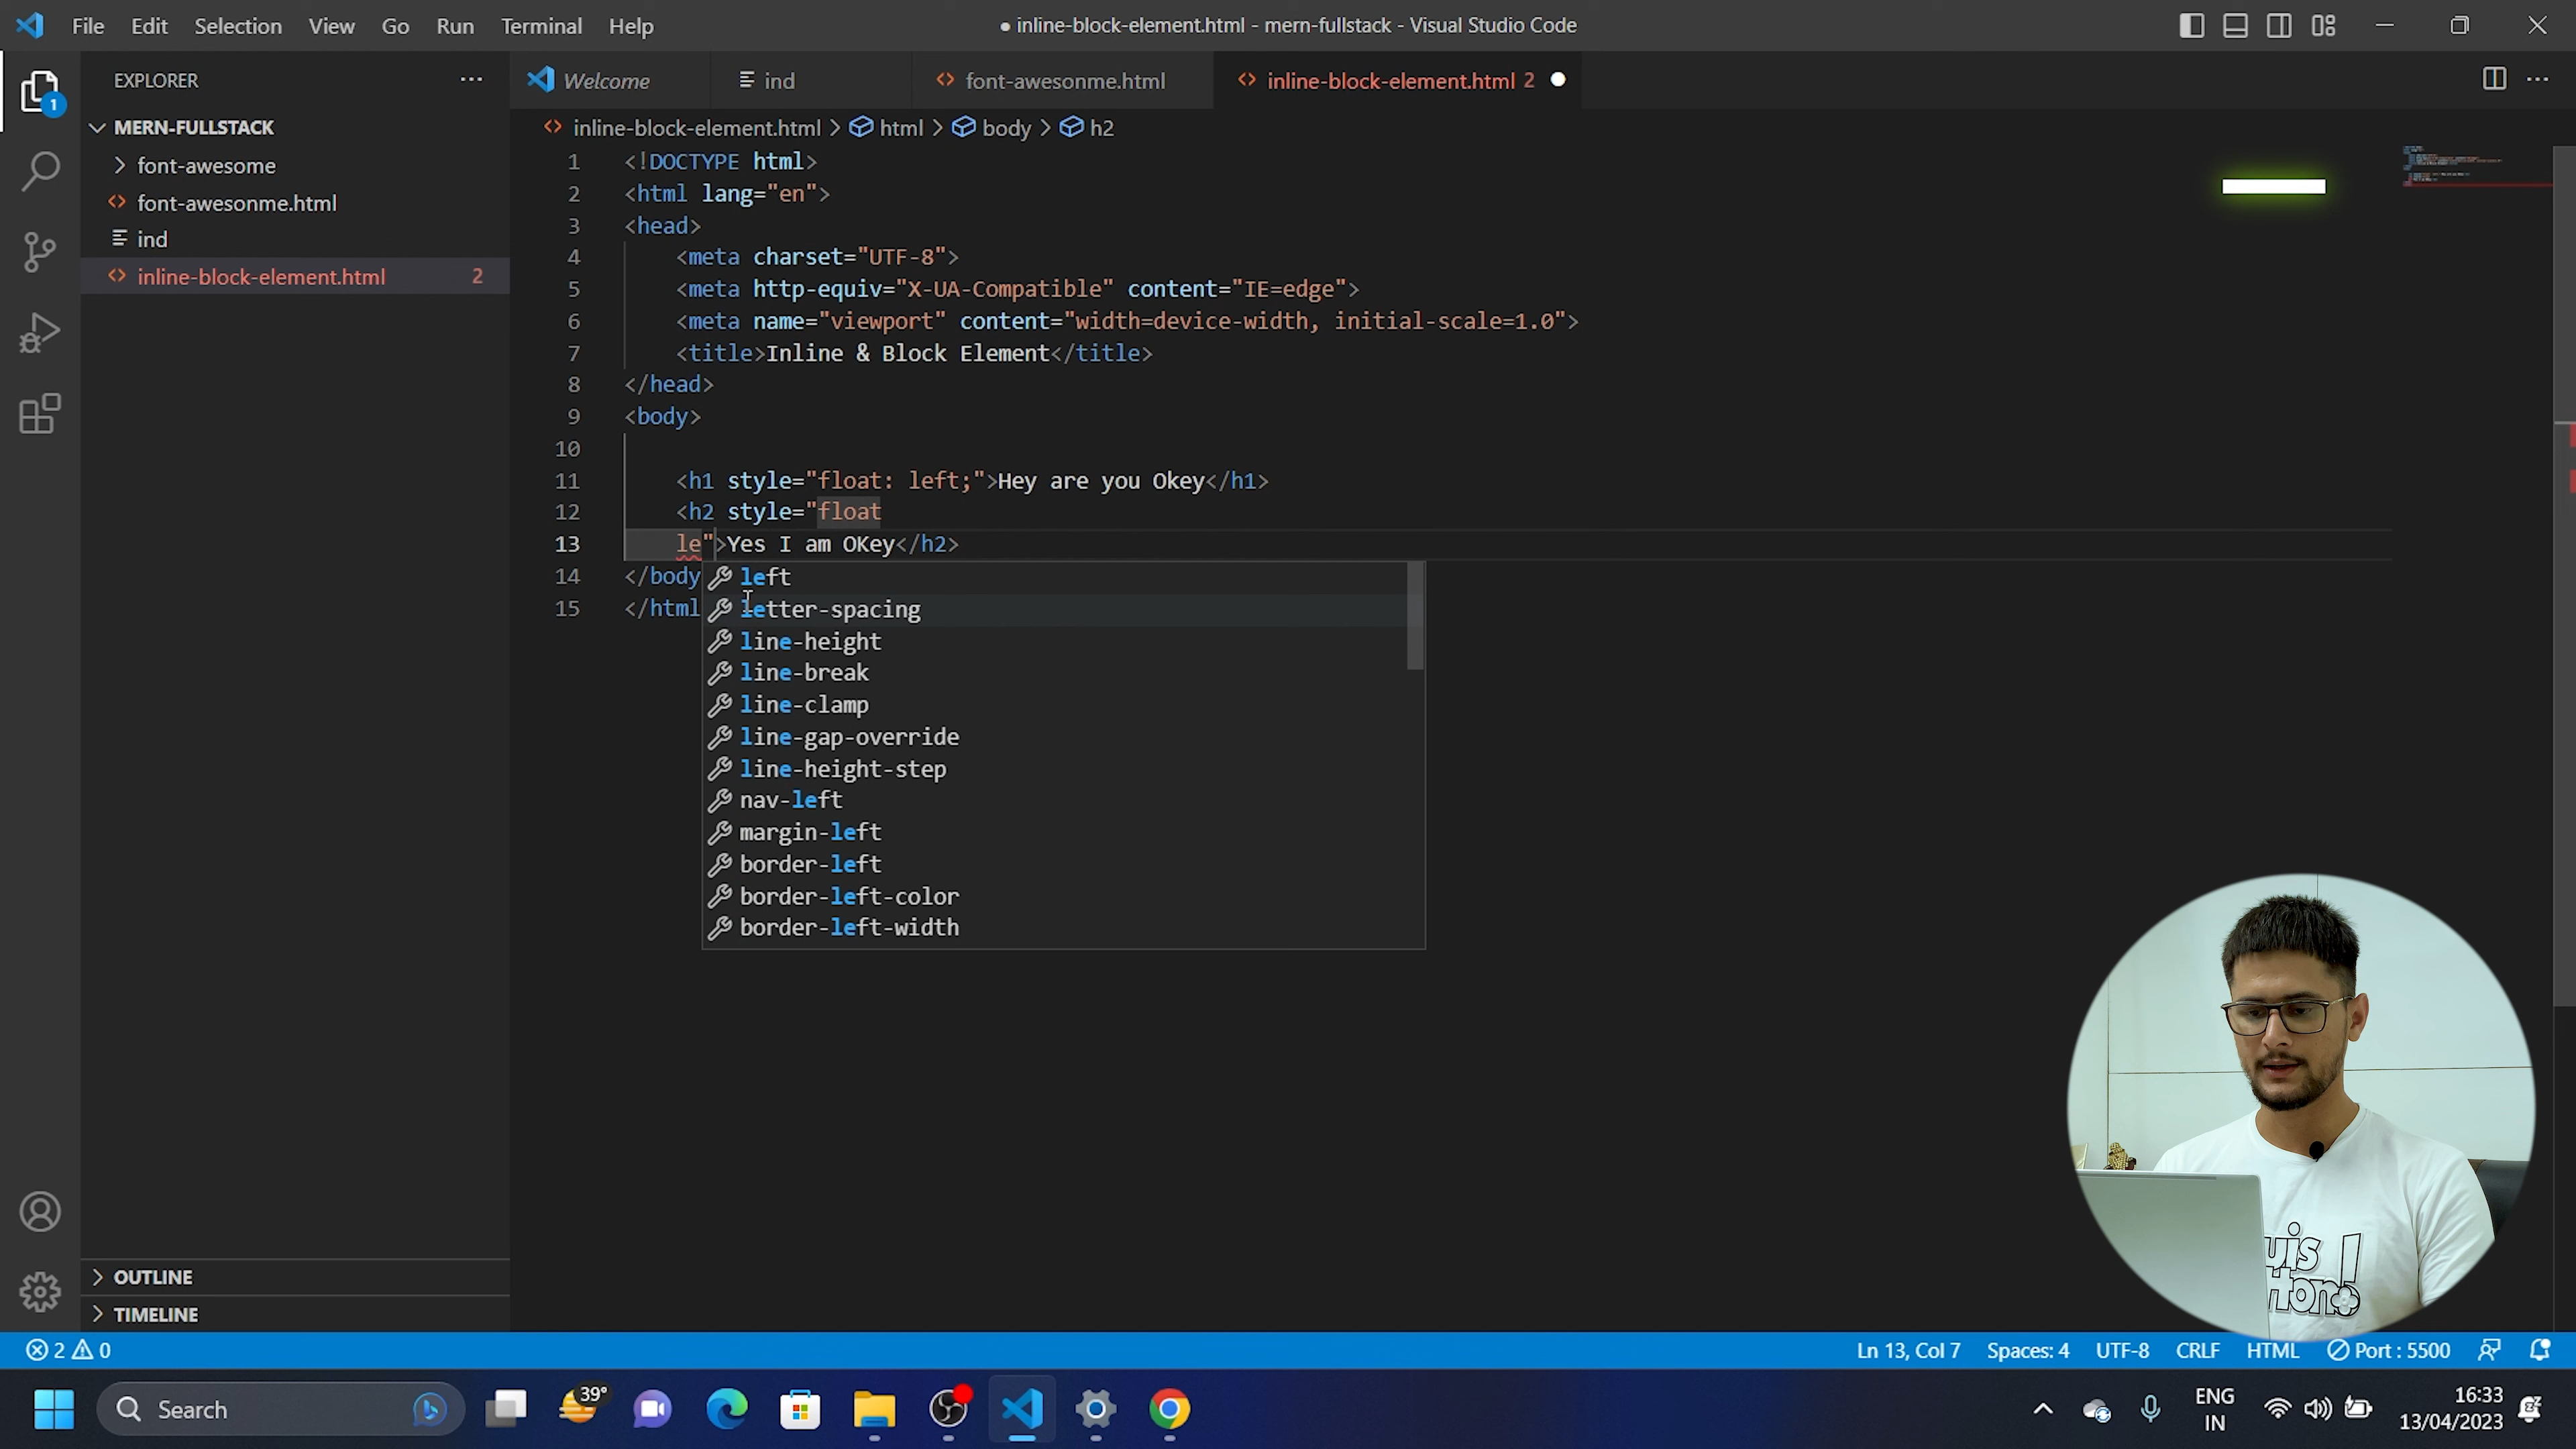 File Edit Selection View Go Run Terminal Help
● inline-block-element.html - mern-fullstack - Visual Studio Code
EXPLORER ...
Welcome
ind
font-awesonme.html
inline-block-element.html 2
1
MERN-FULLSTACK
font-awesome
font-awesonme.html
ind
inline-block-element.html 2
inline-block-element.html > html > body > h2
1 <!DOCTYPE html>
2 <html lang="en">
3 <head>
4 <meta charset="UTF-8">
5 <meta http-equiv="X-UA-Compatible" content="IE=edge">
6 <meta name="viewport" content="width=device-width, initial-scale=1.0">
7 <title>Inline & Block Element</title>
8 </head>
9 <body>
10
11 <h1 style="float: left;">Hey are you Okey</h1>
12 <h2 style="float
13 le">Yes I am OKey</h2>
14 </body
15 </html
left
letter-spacing
line-height
line-break
line-clamp
line-gap-override
line-height-step
nav-left
margin-left
border-left
border-left-color
border-left-width
OUTLINE
TIMELINE
2 0
Ln 13, Col 7 Spaces: 4 UTF-8 CRLF HTML Port : 5500
Search
39°
ENG
IN
16:33
13/04/2023